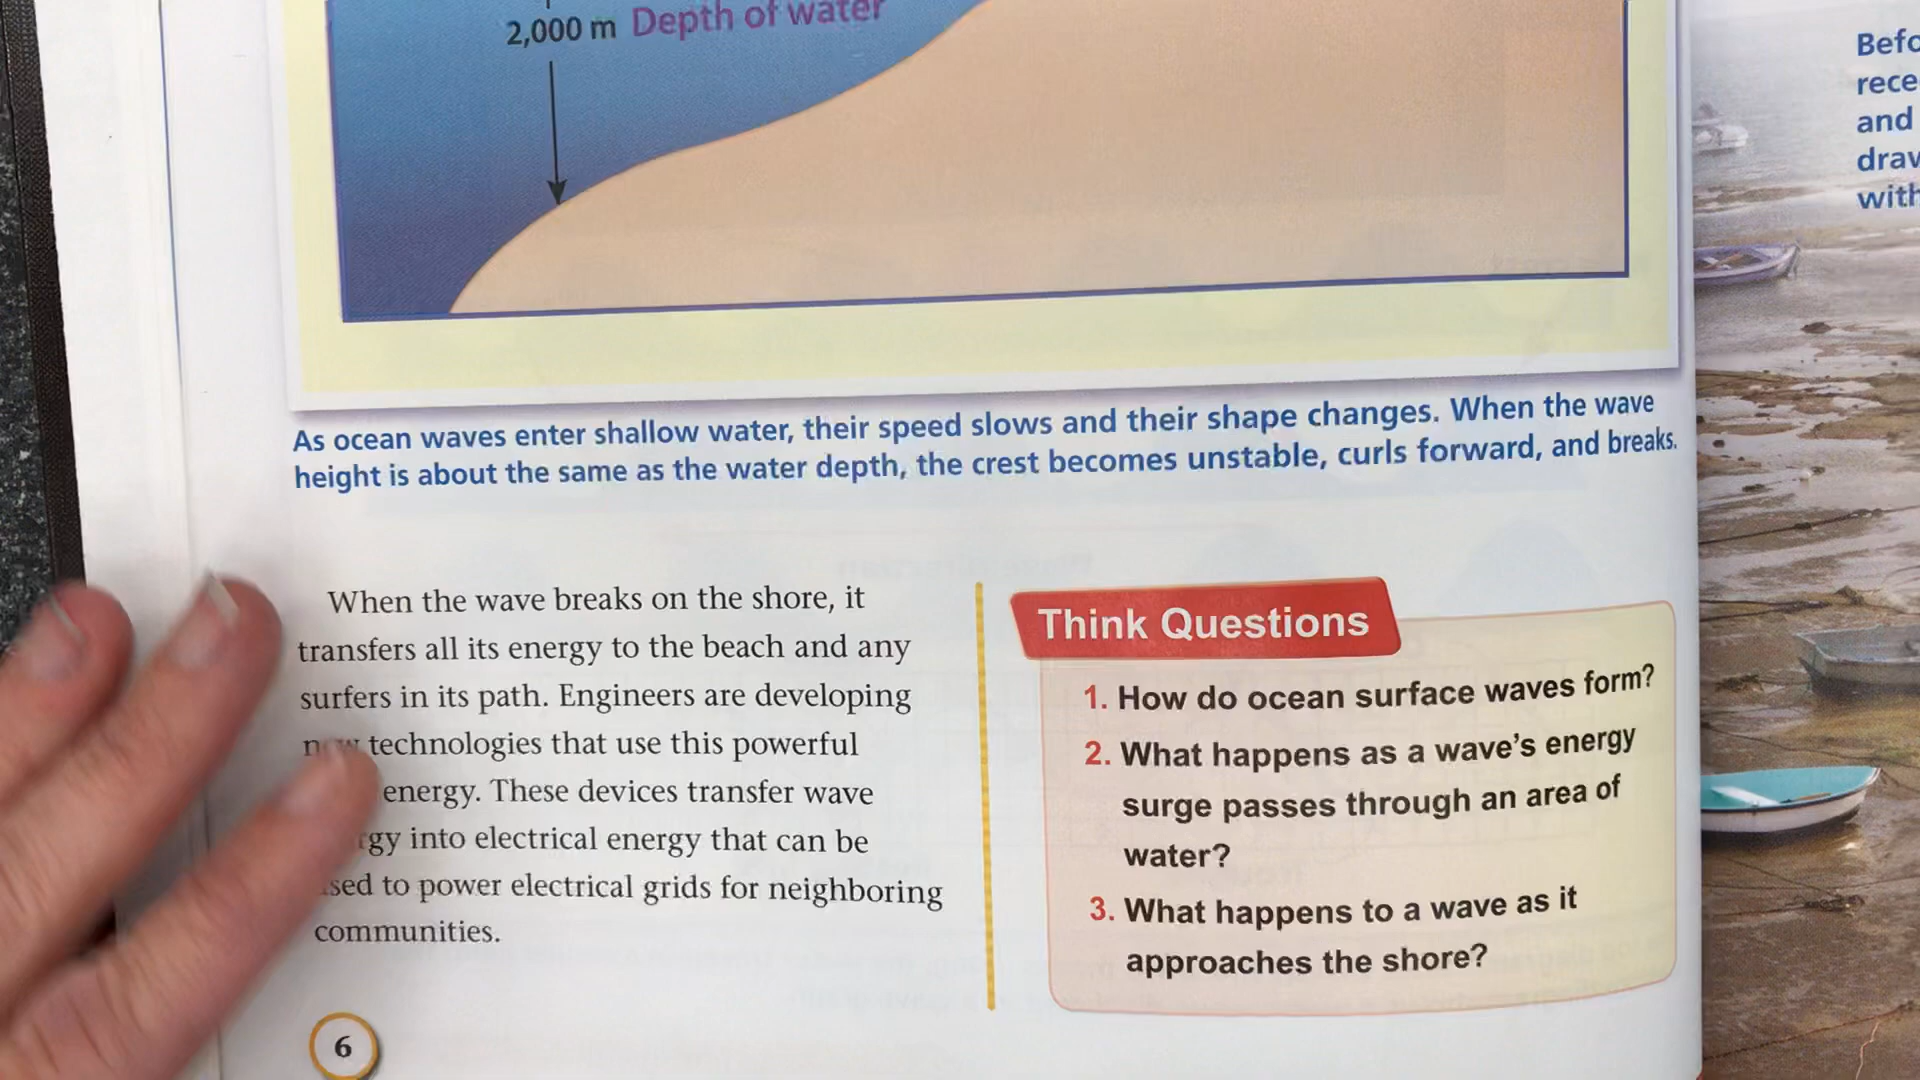 2,000 m Depth of water
As ocean waves enter shallow water, their speed slows and their shape changes. When the wave
height is about the same as the water depth, the crest becomes unstable, curls forward, and breaks.
When the wave breaks on the shore, it
transfers all its energy to the beach and any
surfers in its path. Engineers are developing
new technologies that use this powerful
energy. These devices transfer wave
into electrical energy that can be
to power electrical grids for neighboring
communities.
6
Think Questions
1. How do ocean surface waves form?
2. What happens as a wave's energy
surge passes through an area of
water?
3. What happens to a wave as it
approaches the shore?
and